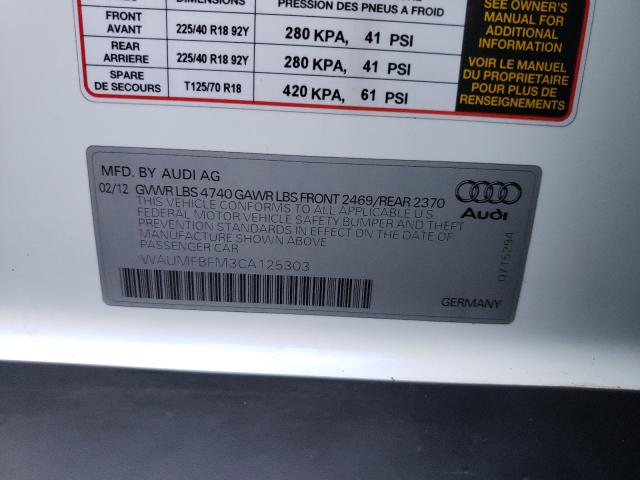 DIMENSIONS PRESSION DES PNEUS A FROID
FRONT AVANT 225/40 R18 92Y 280 KPA, 41 PSI
REAR ARRIERE 225/40 R18 92Y 280 KPA, 41 PSI
SPARE DE SECOURS T125/70 R18 420 KPA, 61 PSI
SEE OWNER'S
MANUAL FOR
ADDITIONAL
INFORMATION
VOIR LE MANUEL
DU PROPRIETAIRE
POUR PLUS DE
RENSEIGNEMENTS
MFD. BY AUDI AG
02/12 GVWR LBS 4740 GAWR LBS FRONT 2469/REAR 2370
THIS VEHICLE CONFORMS TO ALL APPLICABLE U.S
FEDERAL MOTOR VEHICLE SAFETY BUMPER AND THEFT
PREVENTION STANDARDS IN EFFECT ON THE DATE OF
MANUFACTURE SHOWN ABOVE
PASSENGER CAR
WAUMFBFM3CA125303
Audi
0715294
GERMANY